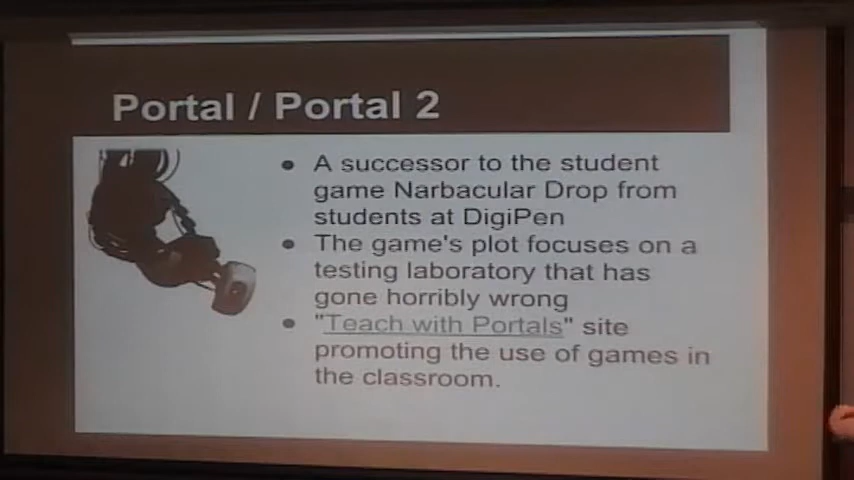 Portal / Portal 2
● A successor to the student
game Narbacular Drop from
students at DigiPen
● The game's plot focuses on a
testing laboratory that has
gone horribly wrong
● "Teach with Portals" site
promoting the use of games in
the classroom.